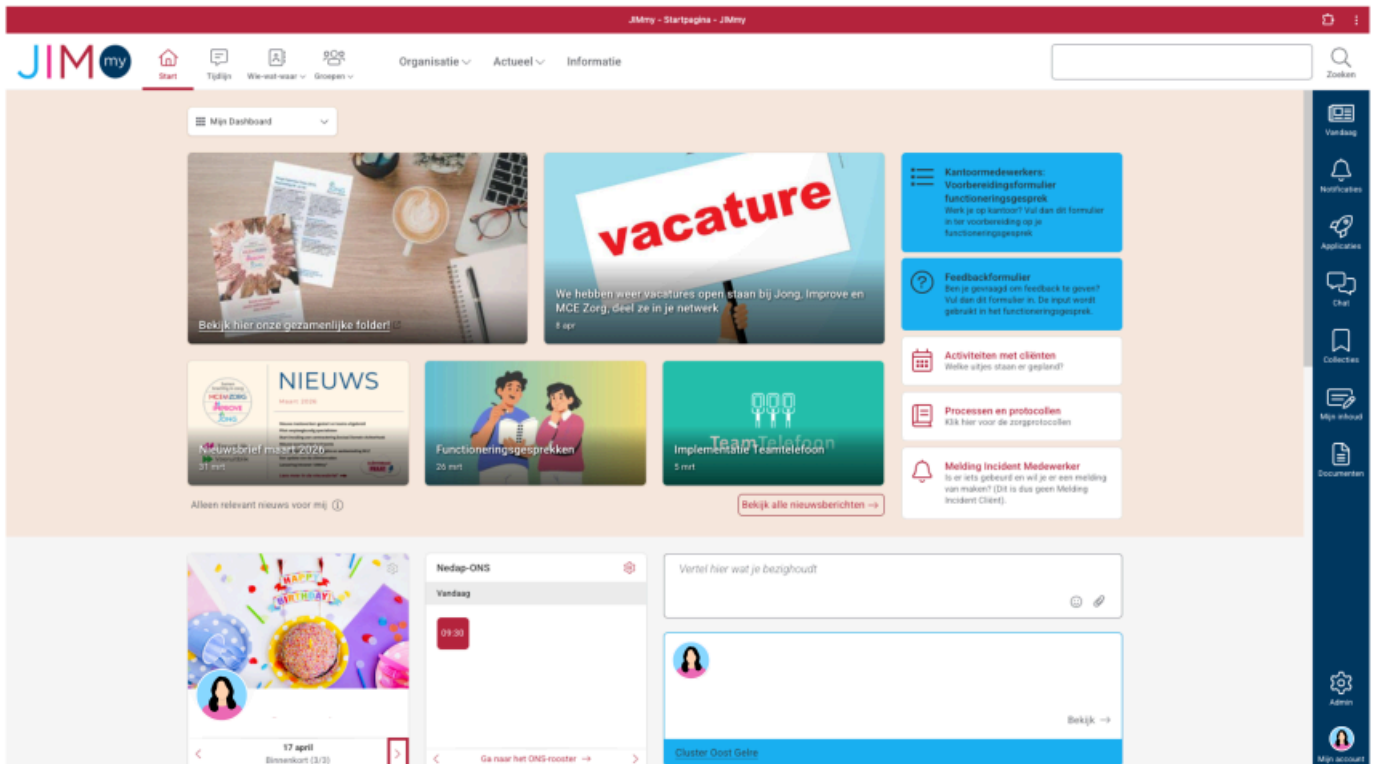 JIMmy - Startpagina - JIMmy
JIM my
Start
Tijdlijn
Wie-wat-waar
Groepen
Organisatie
Actueel
Informatie
Zoeken
Mijn Dashboard
Bekijk hier onze gezamenlijke folder!
vacature
We hebben weer vacatures open staan bij Jong, Improve en
MCE Zorg, deel ze in je netwerk
8 apr
Kantoormedewerkers:
Voorbereidingsformulier
functioneringsgesprek
Werk je op kantoor? Vul dan dit formulier
in ter voorbereiding op je
functioneringsgesprek
Feedbackformulier
Ben je gevraagd om feedback te geven?
Vul dan dit formulier in. De input wordt
gebruikt in het functioneringsgesprek.
Activiteiten met cliënten
Welke uitjes staan er gepland?
Processen en protocollen
Klik hier voor de zorgprotocollen
Melding Incident Medewerker
Is er iets gebeurd en wil je er een melding
van maken? (Dit is dus geen Melding
Incident Cliënt).
NIEUWS
Maart 2026
MCE ZORG
IMPROVE
JONG
Nieuwsbrief maart 2026
31 mrt
Functioneringsgesprekken
26 mrt
TeamTelefoon
Implementatie Teamtelefoon
5 mrt
Alleen relevant nieuws voor mij
Bekijk alle nieuwsberichten →
HAPPY
BIRTHDAY
17 april
Binnenkort (3/3)
Nedap-ONS
Vandaag
09:30
Ga naar het ONS-rooster →
Vertel hier wat je bezighoudt
Bekijk →
Cluster Oost Gelre
Vandaag
Notificaties
Applicaties
Chat
Collecties
Mijn inhoud
Documenten
Admin
Mijn account